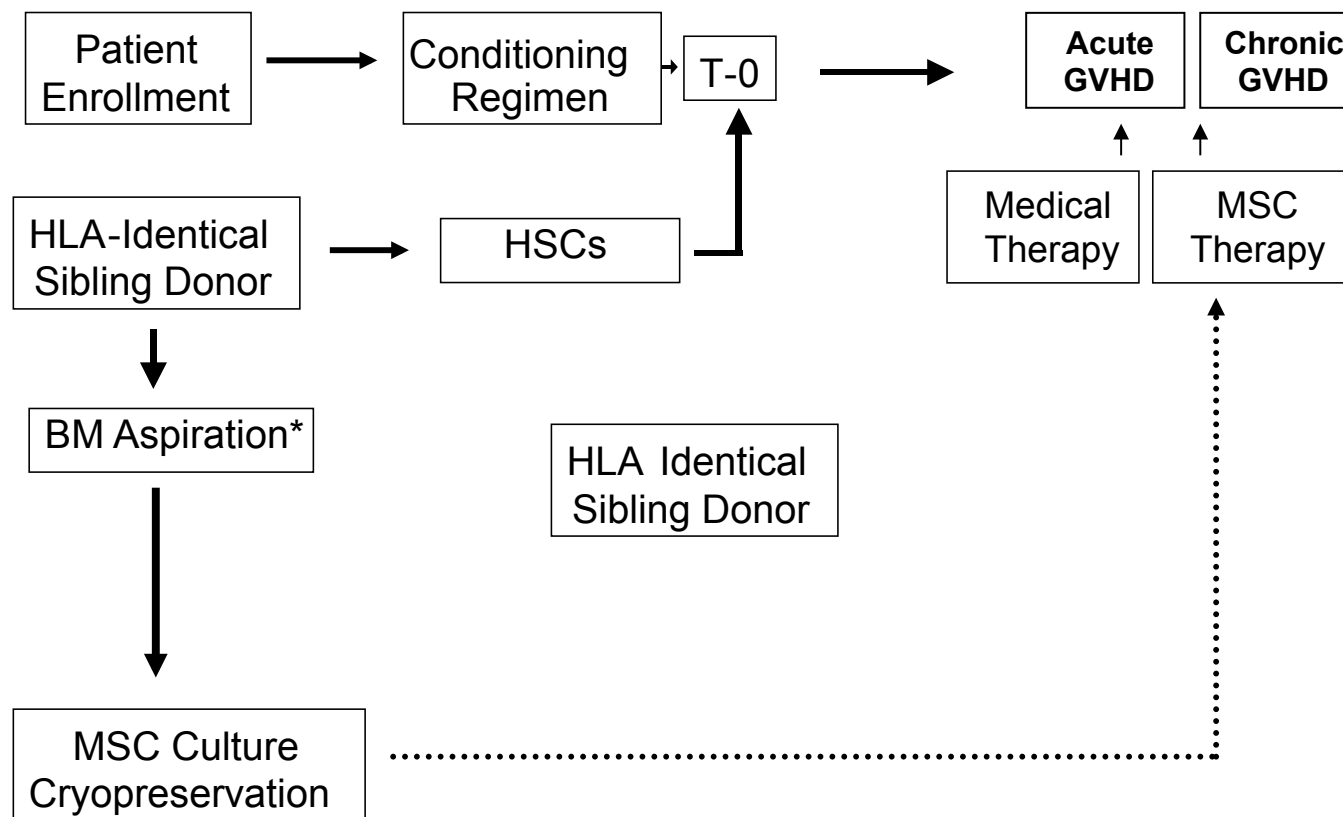 Patient
Enrollment
Conditioning
Regimen
T-0
Acute
GVHD
Chronic
GVHD
HLA-Identical
Sibling Donor
HSCs
Medical
Therapy
MSC
Therapy
BM Aspiration*
HLA Identical
Sibling Donor
MSC Culture
Cryopreservation